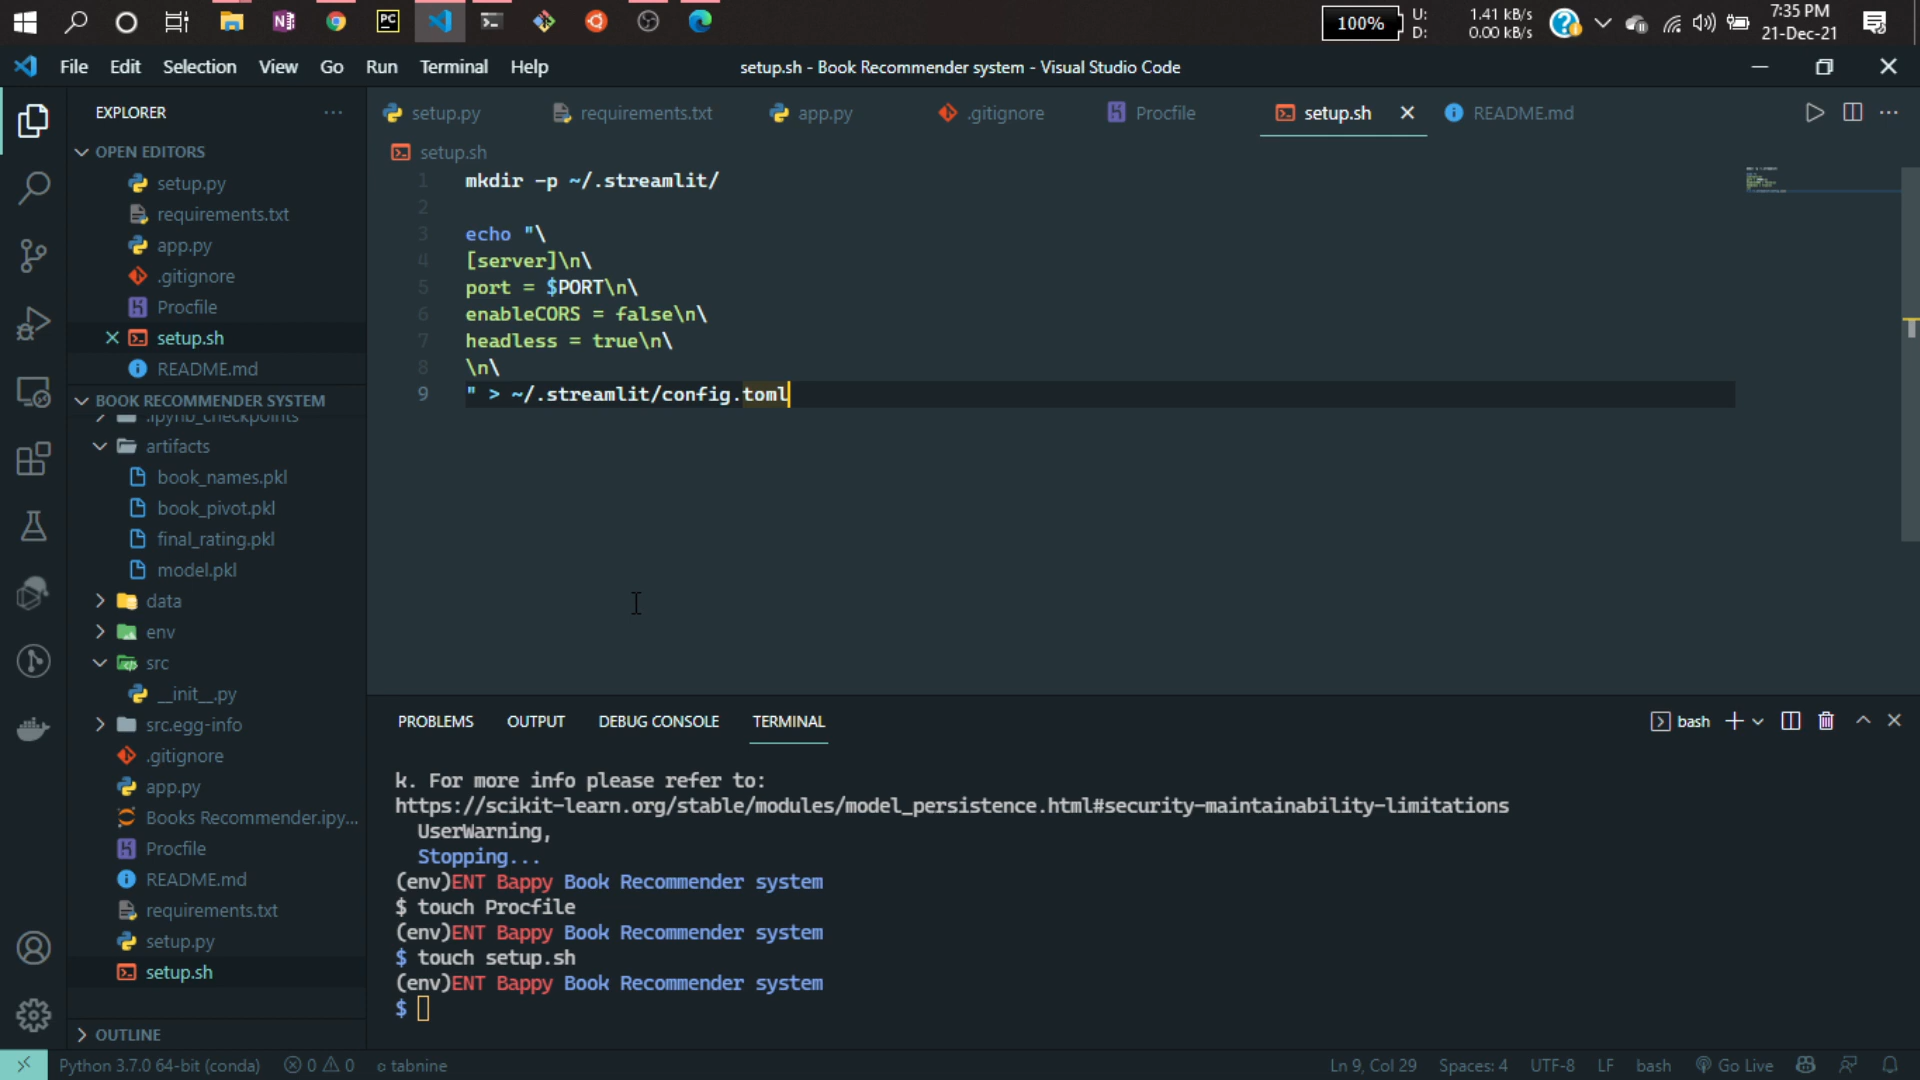 100%
U:
D:
1.41 kB/s
0.00 kB/s
7:35 PM
21-Dec-21
File Edit Selection View Go Run Terminal Help
setup.sh - Book Recommender system - Visual Studio Code
EXPLORER
OPEN EDITORS
setup.py
requirements.txt
app.py
.gitignore
Procfile
setup.sh
README.md
BOOK RECOMMENDER SYSTEM
.ipynb_checkpoints
artifacts
book_names.pkl
book_pivot.pkl
final_rating.pkl
model.pkl
data
env
src
__init__.py
src.egg-info
.gitignore
app.py
Books Recommender.ipy...
Procfile
README.md
requirements.txt
setup.py
setup.sh
OUTLINE
setup.py requirements.txt app.py .gitignore Procfile setup.sh README.md
setup.sh
1 mkdir -p ~/.streamlit/
2
3 echo "\
4 [server]\n\
5 port = $PORT\n\
6 enableCORS = false\n\
7 headless = true\n\
8 \n\
9 " > ~/.streamlit/config.toml
PROBLEMS OUTPUT DEBUG CONSOLE TERMINAL
bash
k. For more info please refer to:
https://scikit-learn.org/stable/modules/model_persistence.html#security-maintainability-limitations
UserWarning,
Stopping...
(env)ENT Bappy Book Recommender system
$ touch Procfile
(env)ENT Bappy Book Recommender system
$ touch setup.sh
(env)ENT Bappy Book Recommender system
$
Python 3.7.0 64-bit (conda) 0 0 tabnine
Ln 9, Col 29 Spaces: 4 UTF-8 LF bash Go Live